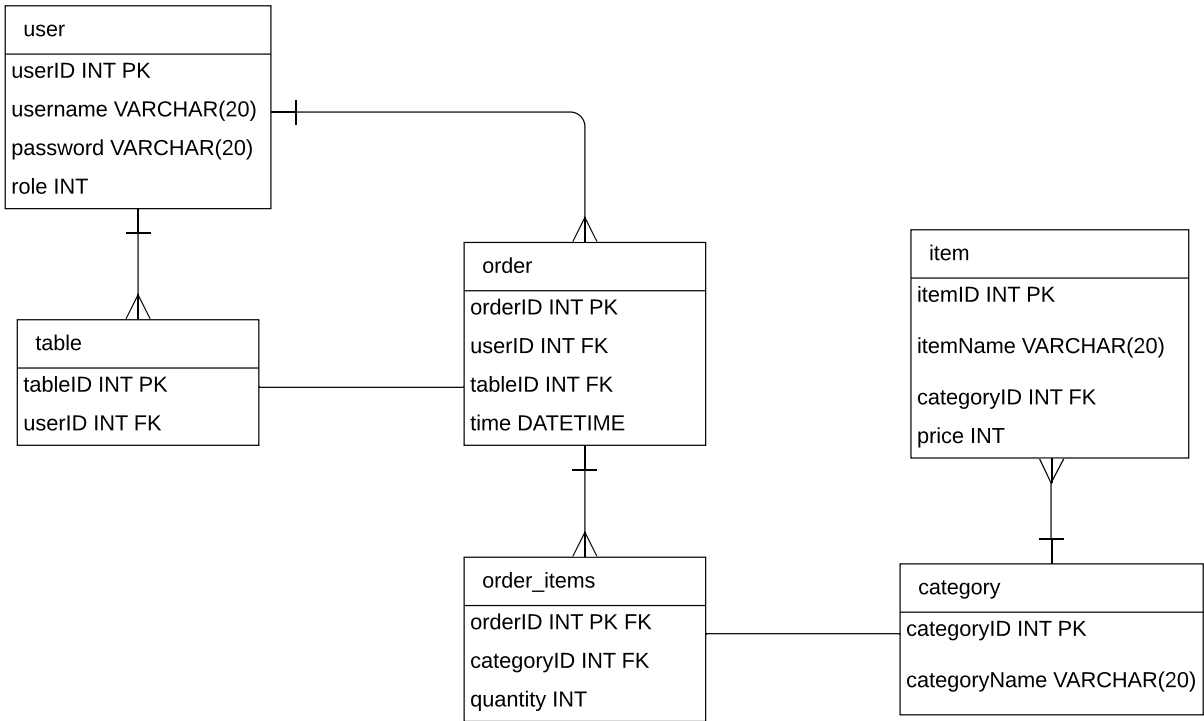 user
userID INT PK
username VARCHAR(20)
password VARCHAR(20)
role INT
table
tableID INT PK
userID INT FK
order
orderID INT PK
userID INT FK
tableID INT FK
time DATETIME
item
itemID INT PK
itemName VARCHAR(20)
categoryID INT FK
price INT
order_items
orderID INT PK FK
categoryID INT FK
quantity INT
category
categoryID INT PK
categoryName VARCHAR(20)